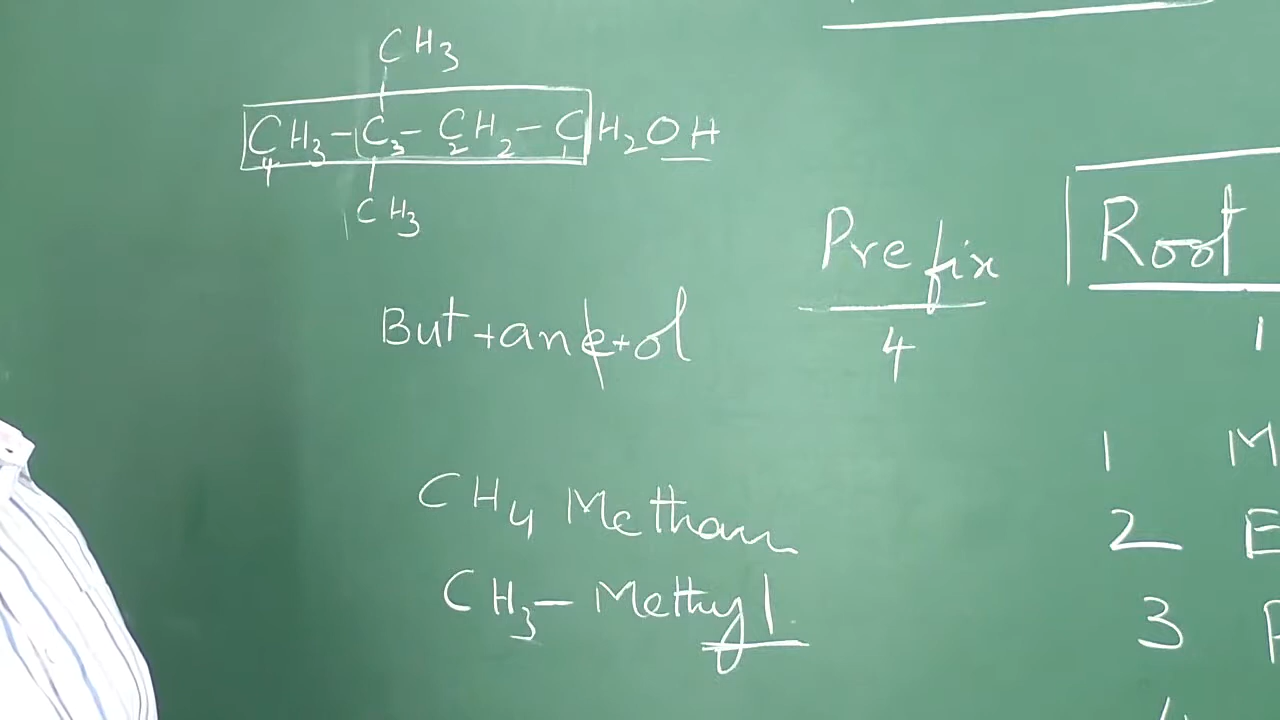 CH3
CH3-C3-CH2-CH2OH
4 2 1
CH3
But+ane+ol
CH4 Methane
CH3- Methyl
Prefix
4
Root
1
1 M
2 E
3 P